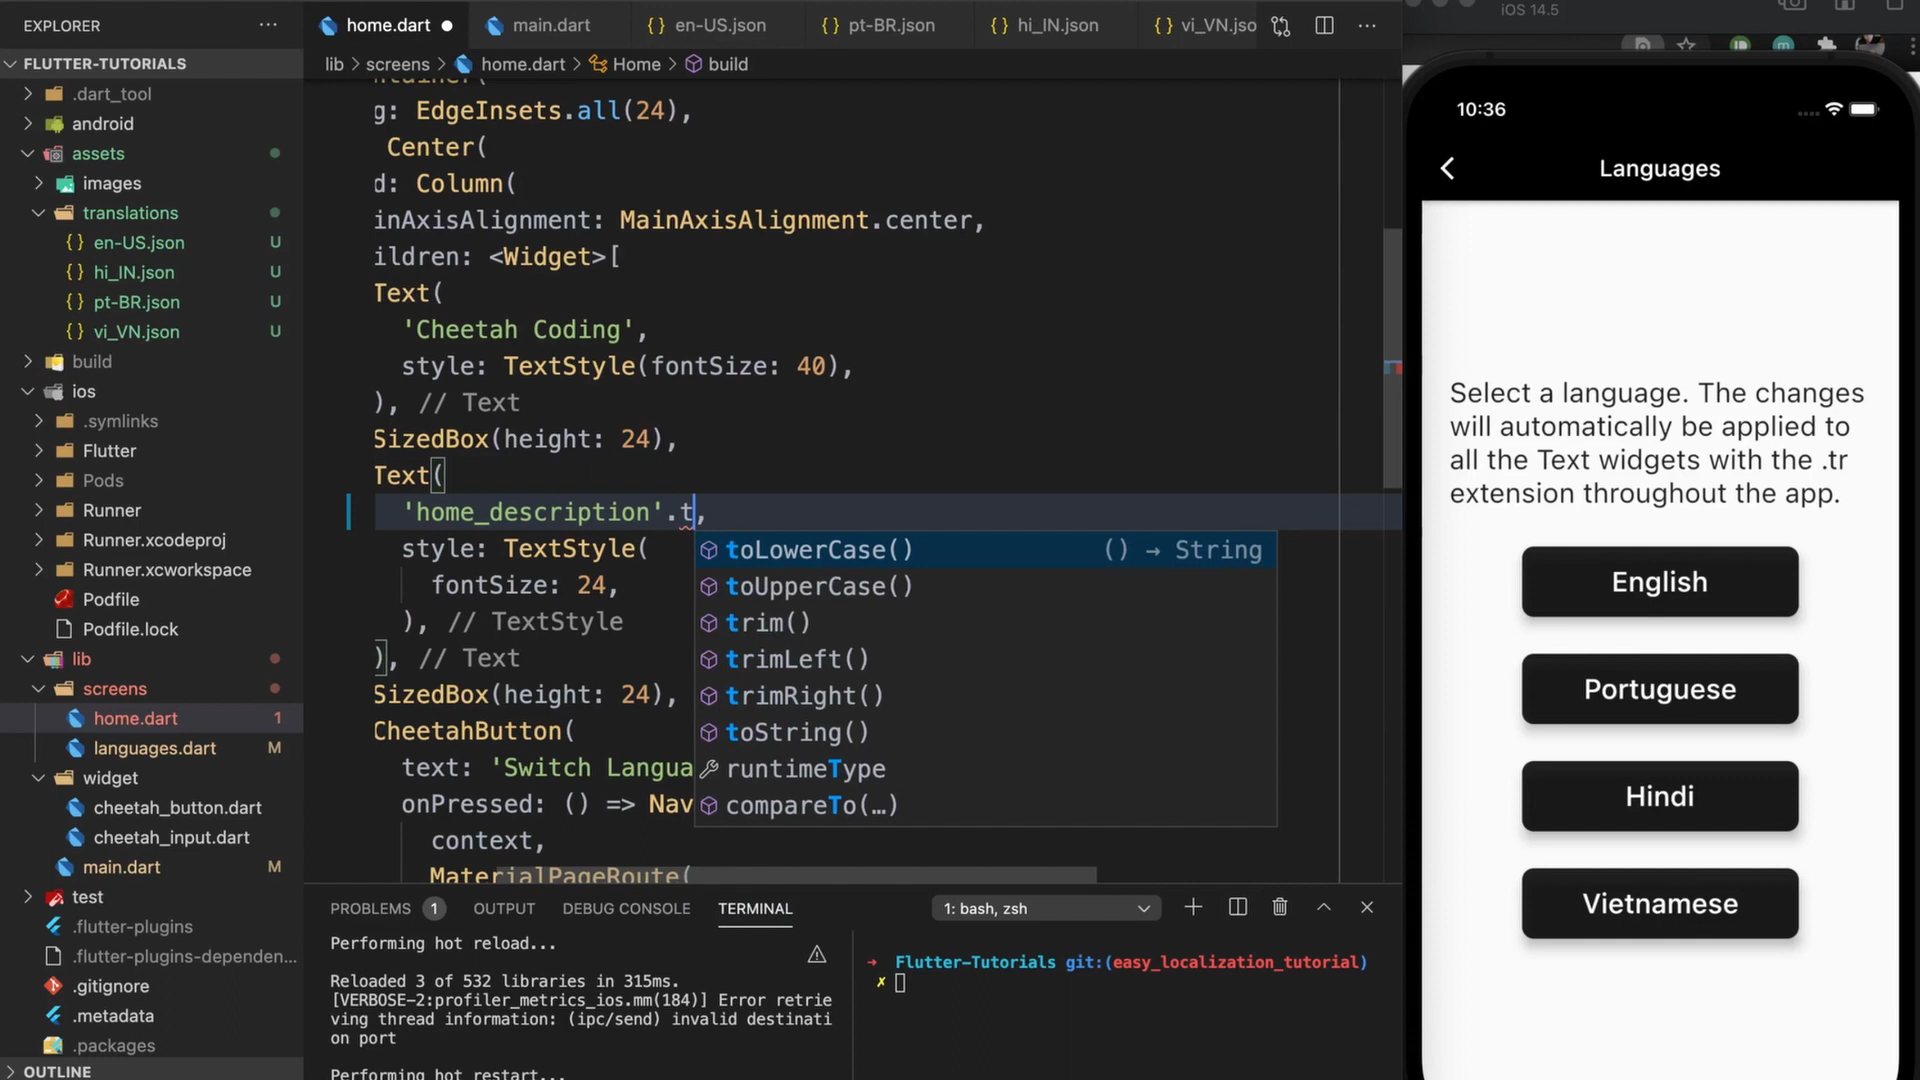 EXPLORER
FLUTTER-TUTORIALS
.dart_tool
android
assets
images
translations
en-US.json U
hi_IN.json U
pt-BR.json U
vi_VN.json U
build
ios
.symlinks
Flutter
Pods
Runner
Runner.xcodeproj
Runner.xcworkspace
Podfile
Podfile.lock
lib
screens
home.dart 1
languages.dart M
widget
cheetah_button.dart
cheetah_input.dart
main.dart M
test
.flutter-plugins
.flutter-plugins-dependen...
.gitignore
.metadata
.packages
OUTLINE
home.dart main.dart {} en-US.json {} pt-BR.json {} hi_IN.json {} vi_VN.jso
lib > screens > home.dart > Home > build
g: EdgeInsets.all(24),
Center(
d: Column(
inAxisAlignment: MainAxisAlignment.center,
ildren: <Widget>[
Text(
'Cheetah Coding',
style: TextStyle(fontSize: 40),
), // Text
SizedBox(height: 24),
Text(
'home_description'.t,
style: TextStyle(
fontSize: 24,
), // TextStyle
), // Text
SizedBox(height: 24),
CheetahButton(
text: 'Switch Langua
onPressed: () => Nav
context,
MaterialPageRoute(
toLowerCase() () → String
toUpperCase()
trim()
trimLeft()
trimRight()
toString()
runtimeType
compareTo(…)
PROBLEMS 1 OUTPUT DEBUG CONSOLE TERMINAL 1: bash, zsh
Performing hot reload...
Reloaded 3 of 532 libraries in 315ms.
[VERBOSE-2:profiler_metrics_ios.mm(184)] Error retrie
ving thread information: (ipc/send) invalid destinati
on port
Performing hot restart...
→ Flutter-Tutorials git:(easy_localization_tutorial)
✗
iOS 14.5
10:36
Languages
Select a language. The changes
will automatically be applied to
all the Text widgets with the .tr
extension throughout the app.
English
Portuguese
Hindi
Vietnamese